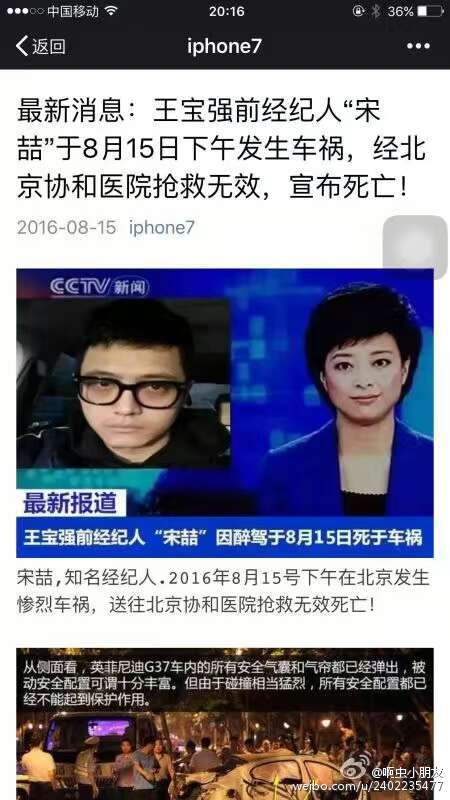 中国移动
20:16
36%
返回
iphone7
最新消息：王宝强前经纪人“宋
喆”于8月15日下午发生车祸，经北
京协和医院抢救无效，宣布死亡！
2016-08-15 iphone7
CCTV 新闻
最新报道
王宝强前经纪人“宋喆”因醉驾于8月15日死于车祸
宋喆,知名经纪人.2016年8月15号下午在北京发生
惨烈车祸，送往北京协和医院抢救无效死亡！
从侧面看，英菲尼迪G37车内的所有安全气囊和气帘都已经弹出，被
动安全配置可谓十分丰富。但由于碰撞相当猛烈，所有安全配置都已
经不能起到保护作用。
@啊虫小朋友
weibo.com/u/2402235477